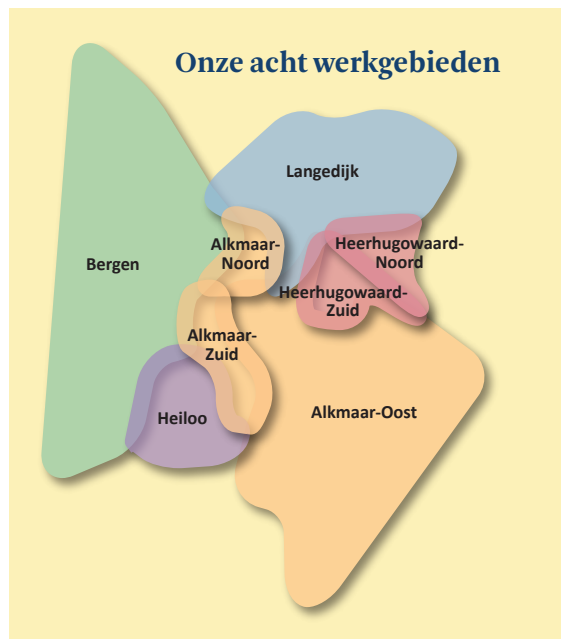 Onze acht werkgebieden
Langedijk
Alkmaar-
Noord
Heerhugowaard-
Noord
Bergen
Heerhugowaard-
Zuid
Alkmaar-
Zuid
Heiloo
Alkmaar-Oost